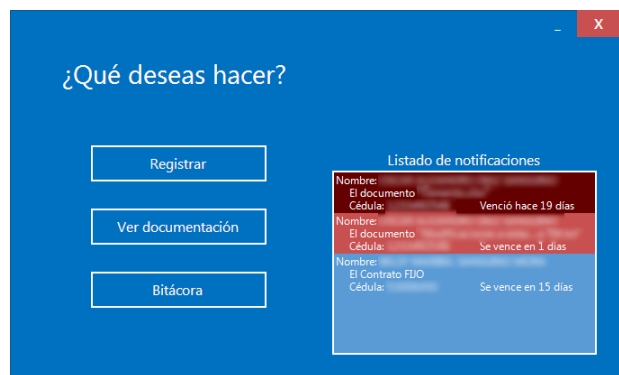 _ X
¿Qué deseas hacer?
Registrar
Ver documentación
Bitácora
Listado de notificaciones
Nombre:
El documento
Cédula: Venció hace 19 días
Nombre:
El documento
Cédula: Se vence en 1 dias
Nombre:
El Contrato FIJO
Cédula: Se vence en 15 días